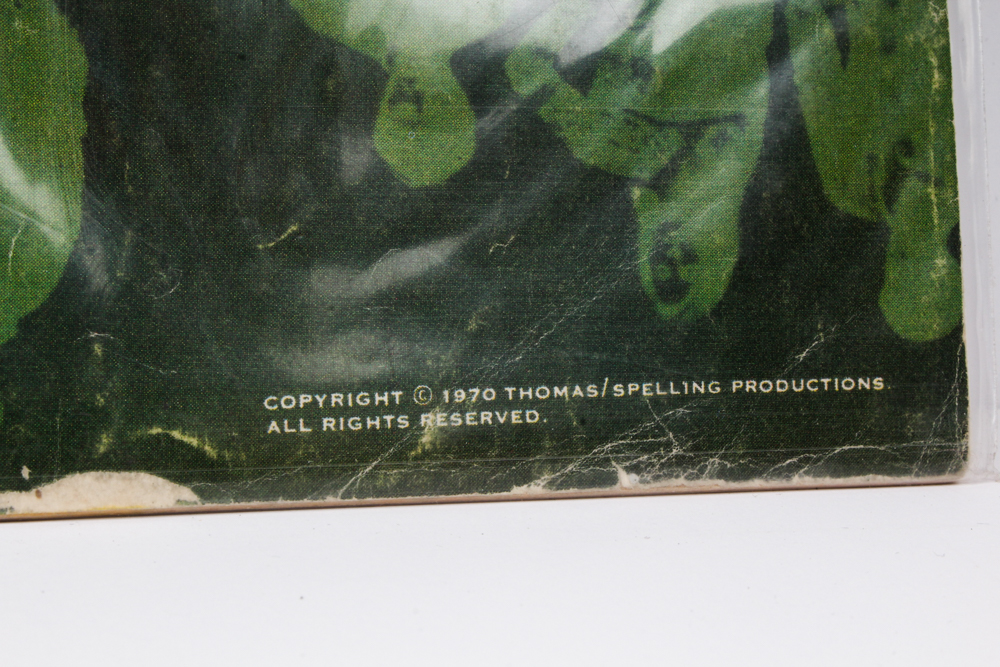 COPYRIGHT © 1970 THOMAS/SPELLING PRODUCTIONS.
ALL RIGHTS RESERVED.